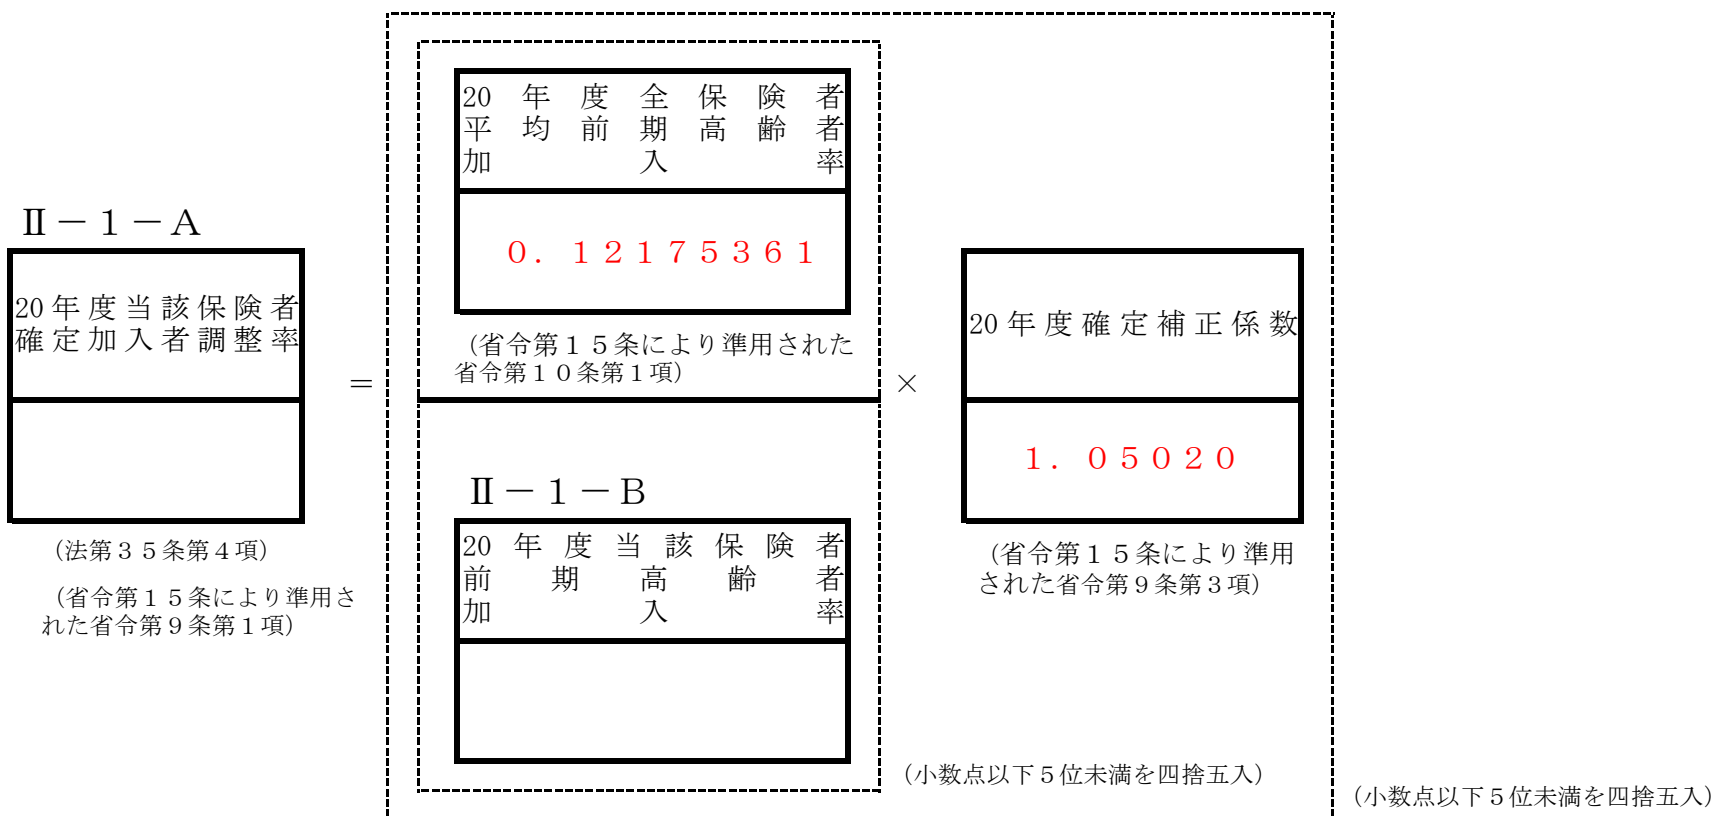 Ⅱ－１－Ａ
20年度当該保険者
確定加入者調整率
（法第３５条第４項）
（省令第１５条により準用さ
れた省令第９条第１項）
＝
20年度全保険者
平均前期高齢者
加入率
０．１２１７５３６１
（省令第１５条により準用された
省令第１０条第１項）
Ⅱ－１－Ｂ
20年度当該保険者
前期高齢者
加入率
（小数点以下５位未満を四捨五入）
×
20年度確定補正係数
１．０５０２０
（省令第１５条により準用
された省令第９条第３項）
（小数点以下５位未満を四捨五入）